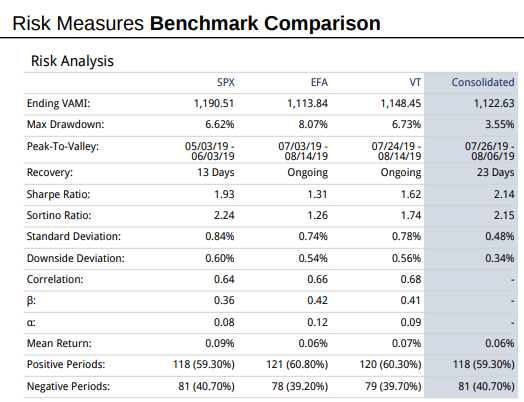 Risk Measures Benchmark Comparison
Risk Analysis
SPX EFA VT Consolidated
Ending VAMI: 1,190.51 1,113.84 1,148.45 1,122.63
Max Drawdown: 6.62% 8.07% 6.73% 3.55%
Peak-To-Valley: 05/03/19 - 07/03/19 - 07/24/19 - 07/26/19 -
06/03/19 08/14/19 08/14/19 08/06/19
Recovery: 13 Days Ongoing Ongoing 23 Days
Sharpe Ratio: 1.93 1.31 1.62 2.14
Sortino Ratio: 2.24 1.26 1.74 2.15
Standard Deviation: 0.84% 0.74% 0.78% 0.48%
Downside Deviation: 0.60% 0.54% 0.56% 0.34%
Correlation: 0.64 0.66 0.68 -
β: 0.36 0.42 0.41 -
α: 0.08 0.12 0.09 -
Mean Return: 0.09% 0.06% 0.07% 0.06%
Positive Periods: 118 (59.30%) 121 (60.80%) 120 (60.30%) 118 (59.30%)
Negative Periods: 81 (40.70%) 78 (39.20%) 79 (39.70%) 81 (40.70%)